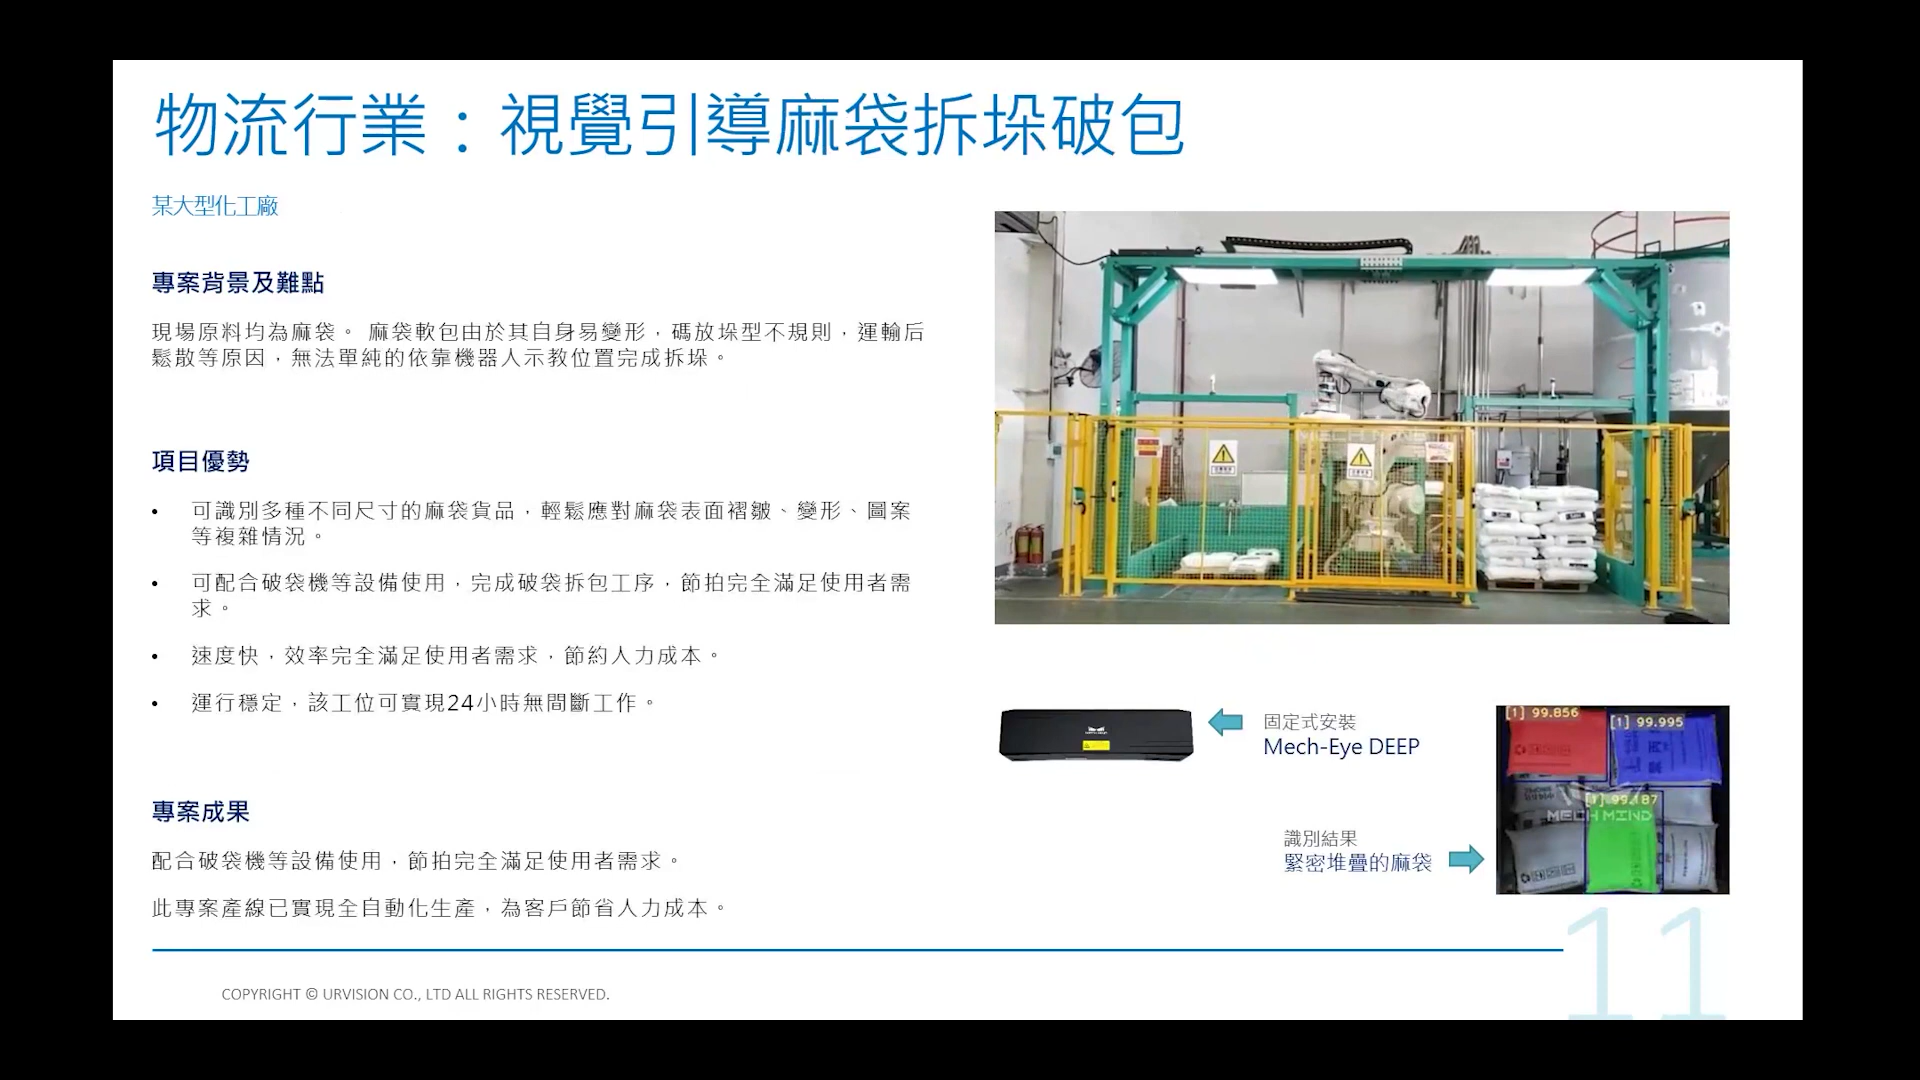 物流行業：視覺引導麻袋拆垛破包
某大型化工廠
專案背景及難點
現場原料均為麻袋。 麻袋軟包由於其自身易變形，碼放垛型不規則，運輸后
鬆散等原因，無法單純的依靠機器人示教位置完成拆垛。
項目優勢
• 可識別多種不同尺寸的麻袋貨品，輕鬆應對麻袋表面褶皺、變形、圖案
等複雜情況。
• 可配合破袋機等設備使用，完成破袋拆包工序，節拍完全滿足使用者需
求。
• 速度快，效率完全滿足使用者需求，節約人力成本。
• 運行穩定，該工位可實現24小時無間斷工作。
專案成果
配合破袋機等設備使用，節拍完全滿足使用者需求。
此專案產線已實現全自動化生產，為客戶節省人力成本。
固定式安裝
Mech-Eye DEEP
[1] 99.856
[1] 99.995
[1] 99.187
MECH MIND
識別結果
緊密堆疊的麻袋
11
COPYRIGHT © URVISION CO., LTD ALL RIGHTS RESERVED.